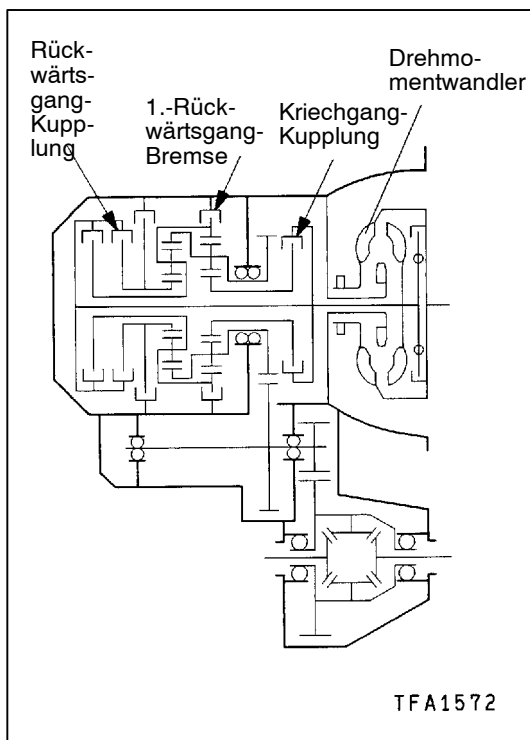 Rück-
wärts-
gang-
Kupp-
lung
1.-Rück-
wärtsgang-
Bremse
Kriechgang-
Kupplung
Drehmo-
mentwandler
TFA1572